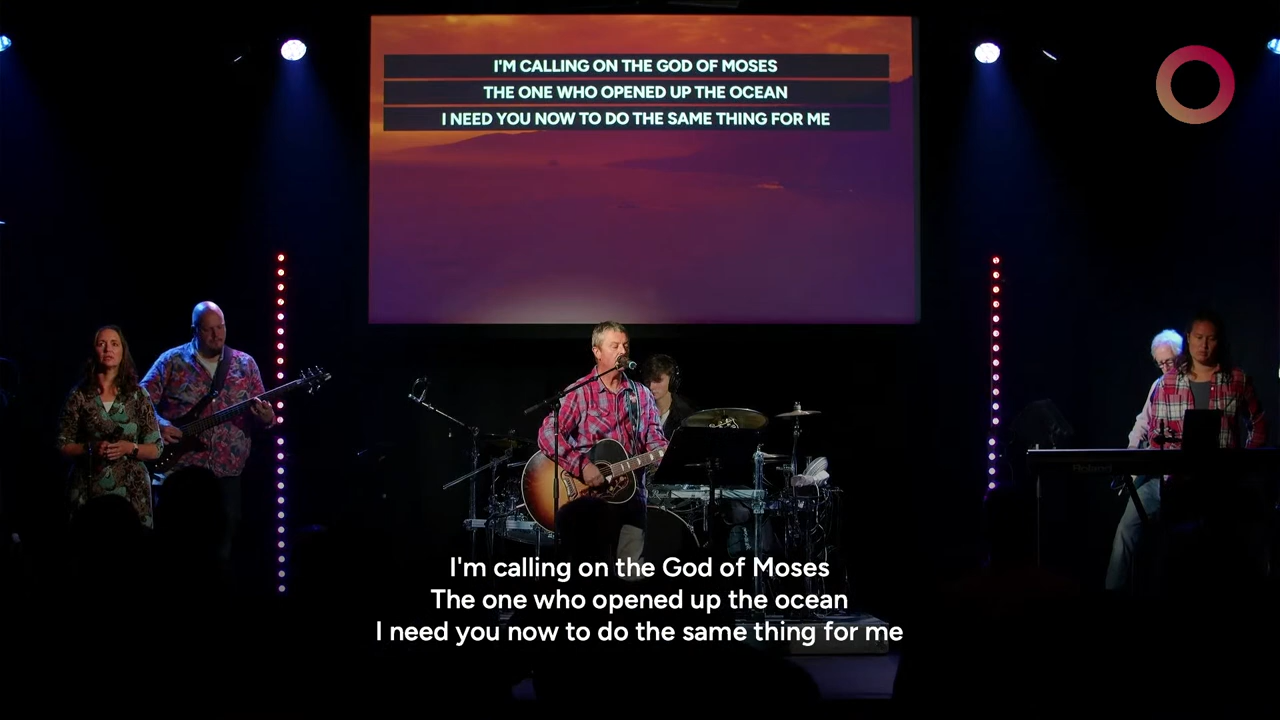 I'M CALLING ON THE GOD OF MOSES
THE ONE WHO OPENED UP THE OCEAN
I NEED YOU NOW TO DO THE SAME THING FOR ME
Roland
I'm calling on the God of Moses
The one who opened up the ocean
I need you now to do the same thing for me